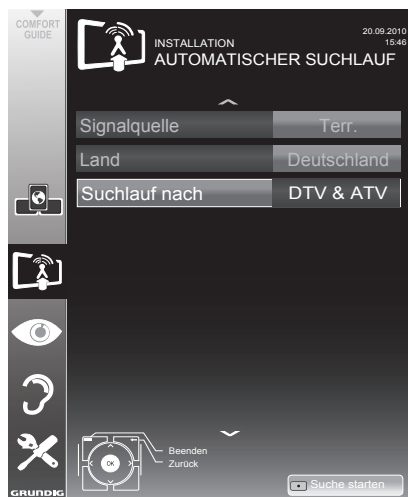 COMFORT
GUIDE
INSTALLATION
AUTOMATISCHER SUCHLAUF
20.09.2010
15:46
Signalquelle Terr.
Land Deutschland
Suchlauf nach DTV & ATV
OK
Beenden
Zurück
Suche starten
GRUNDIG